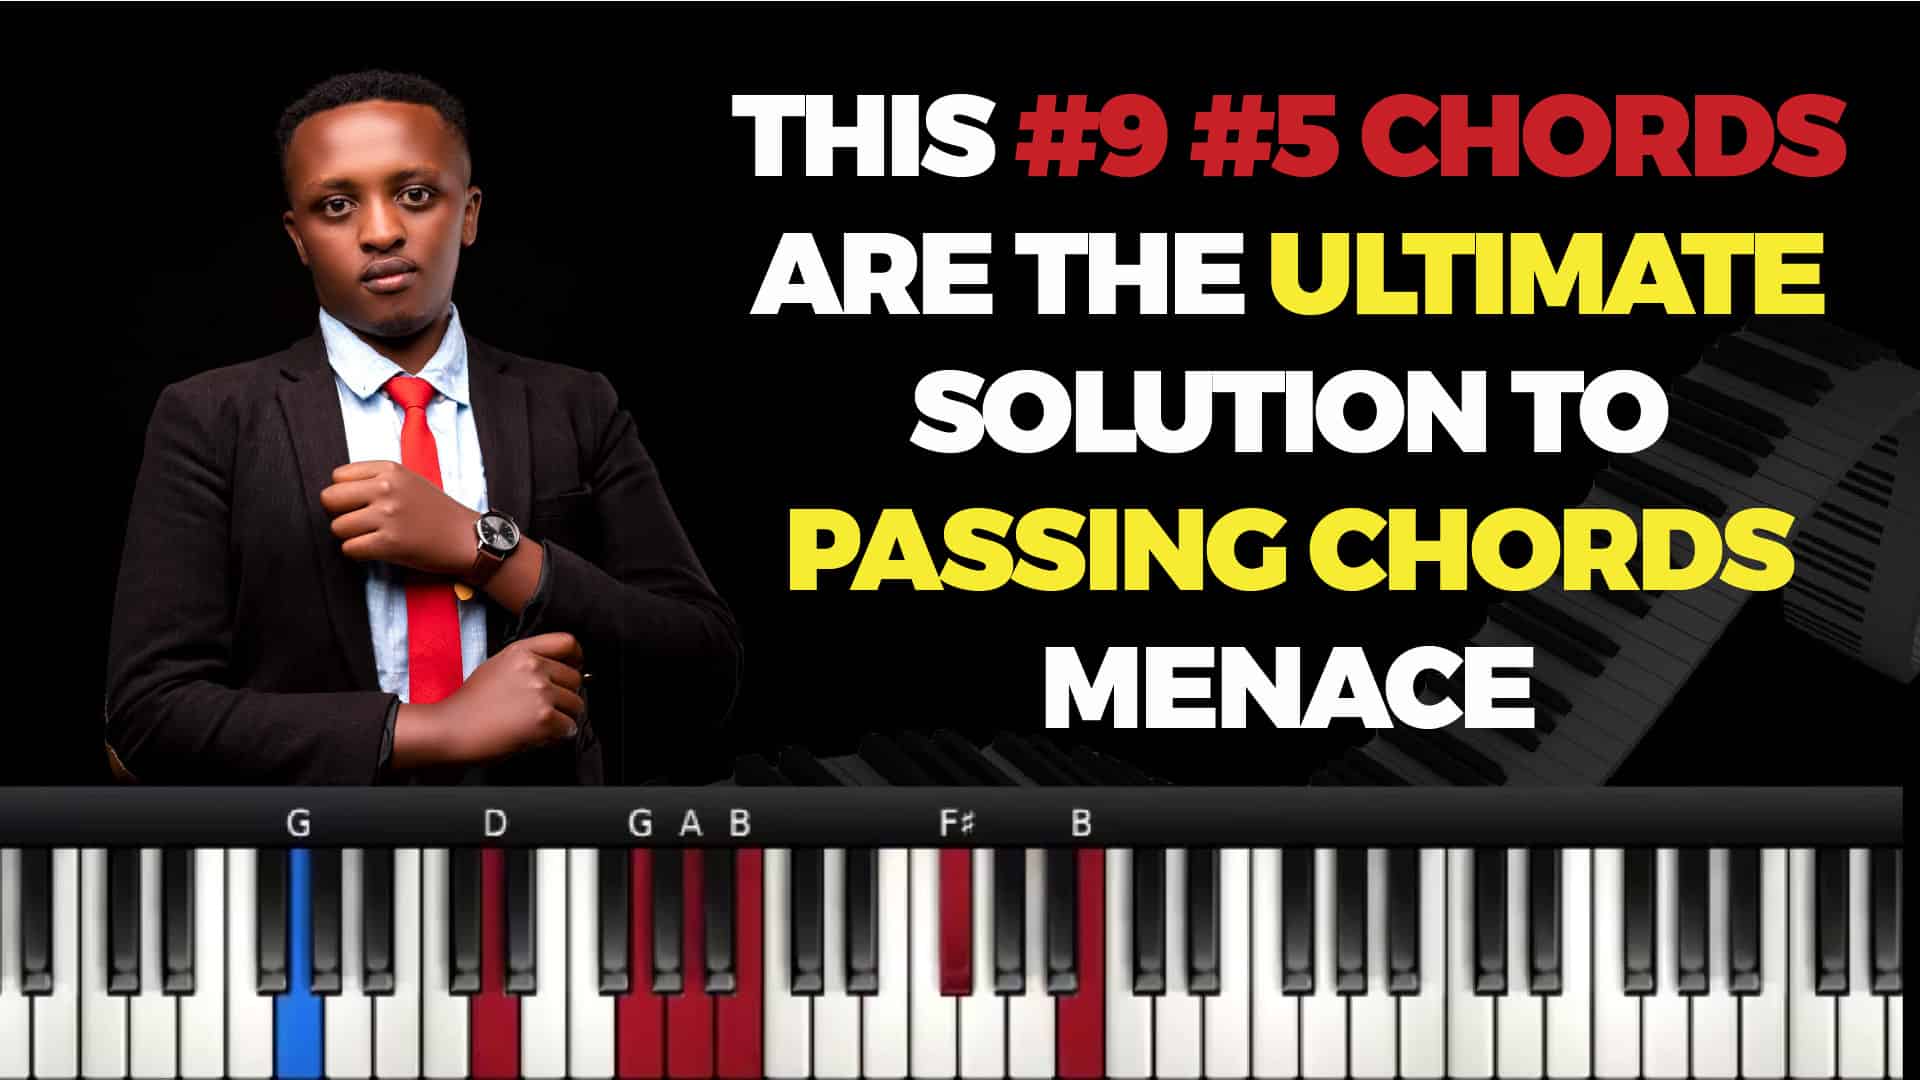 THIS #9 #5 CHORDS
ARE THE ULTIMATE
SOLUTION TO
PASSING CHORDS
MENACE
G D G A B F♯ B